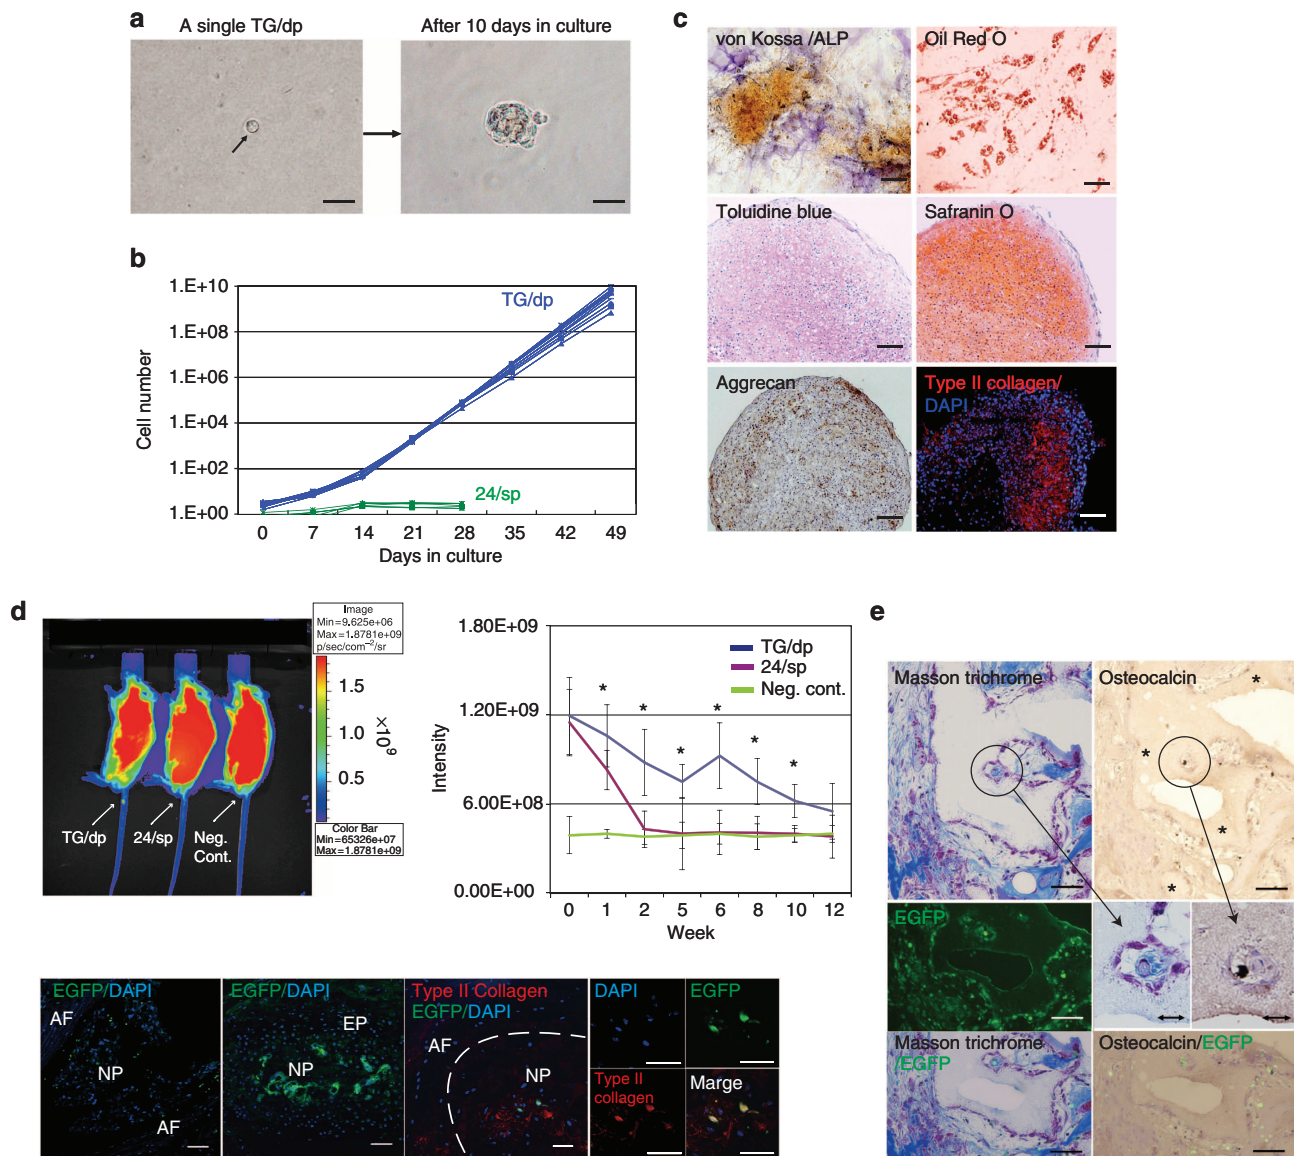 a
A single TG/dp
After 10 days in culture
b
1.E+10
1.E+08
1.E+06
1.E+04
1.E+02
1.E+00
Cell number
TG/dp
24/sp
0 7 14 21 28 35 42 49
Days in culture
c
von Kossa /ALP
Oil Red O
Toluidine blue
Safranin O
Aggrecan
Type II collagen/
DAPI
d
Image
Min=9.625e+06
Max=1.8781e+09
p/sec/com⁻²/sr
1.5
1.0
0.5
×10⁹
Color Bar
Min=65326e+07
Max=1.8781e+09
TG/dp
24/sp
Neg.
Cont.
1.80E+09
1.20E+09
6.00E+08
0.00E+00
Intensity
TG/dp
24/sp
Neg. cont.
* * * * * *
0 1 2 5 6 8 10 12
Week
EGFP/DAPI
AF
NP
AF
EGFP/DAPI
EP
NP
Type II Collagen
EGFP/DAPI
AF
NP
DAPI
EGFP
Type II
collagen
Marge
e
Masson trichrome
Osteocalcin
* * * *
EGFP
Masson trichrome
/EGFP
Osteocalcin/EGFP